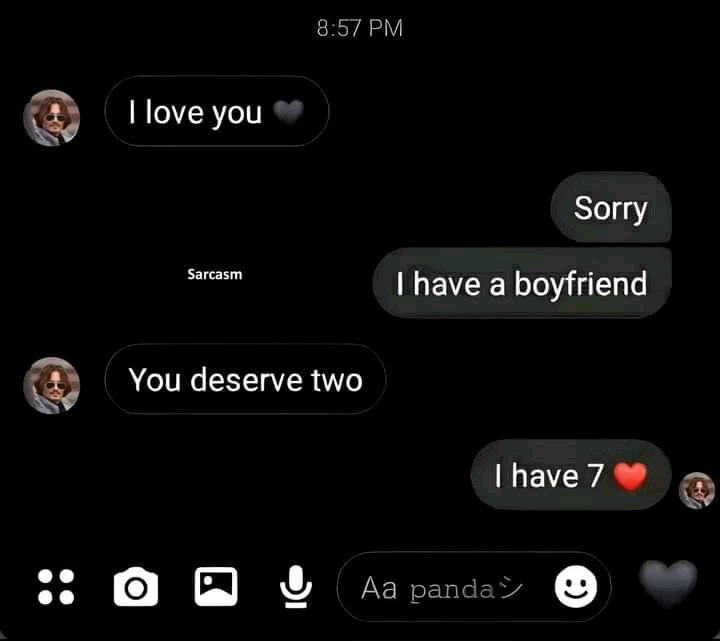 8:57 PM
I love you 🖤
Sorry
Sarcasm
I have a boyfriend
You deserve two
I have 7 ❤️
Aa pandaシ